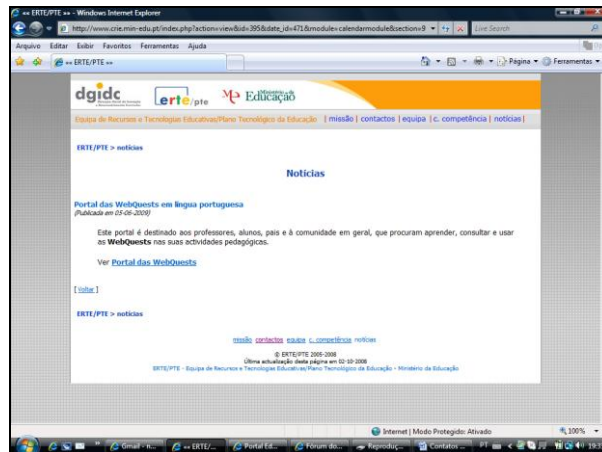 ERTE/PTE »» - Windows Internet Explorer
http://www.crie.min-edu.pt/index.php?action=view&id=395&date_id=471&module=calendarmodule&section=9
Live Search
Arquivo Editar Exibir Favoritos Ferramentas Ajuda
»» ERTE/PTE »»
Página
Ferramentas
dgidc
erte/pte
Ministério da Educação
Equipa de Recursos e Tecnologias Educativas/Plano Tecnológico da Educação | missão | contactos | equipa | c. competência | notícias |
ERTE/PTE > notícias
Notícias
Portal das WebQuests em língua portuguesa
(Publicada em 05-06-2009)
Este portal é destinado aos professores, alunos, pais e à comunidade em geral, que procuram aprender, consultar e usar
as WebQuests nas suas actividades pedagógicas.
Ver Portal das WebQuests
[ Voltar ]
ERTE/PTE > notícias
missão contactos equipa c. competência notícias
© ERTE/PTE 2005-2008
Última actualização desta página em 02-10-2008
ERTE/PTE - Equipa de Recursos e Tecnologias Educativas/Plano Tecnológico da Educação - Ministério da Educação
Internet | Modo Protegido: Ativado
100%
Gmail - n...
»» ERTE/...
Portal Ed...
Fórum do...
Reproduç...
Contatos ...
PT